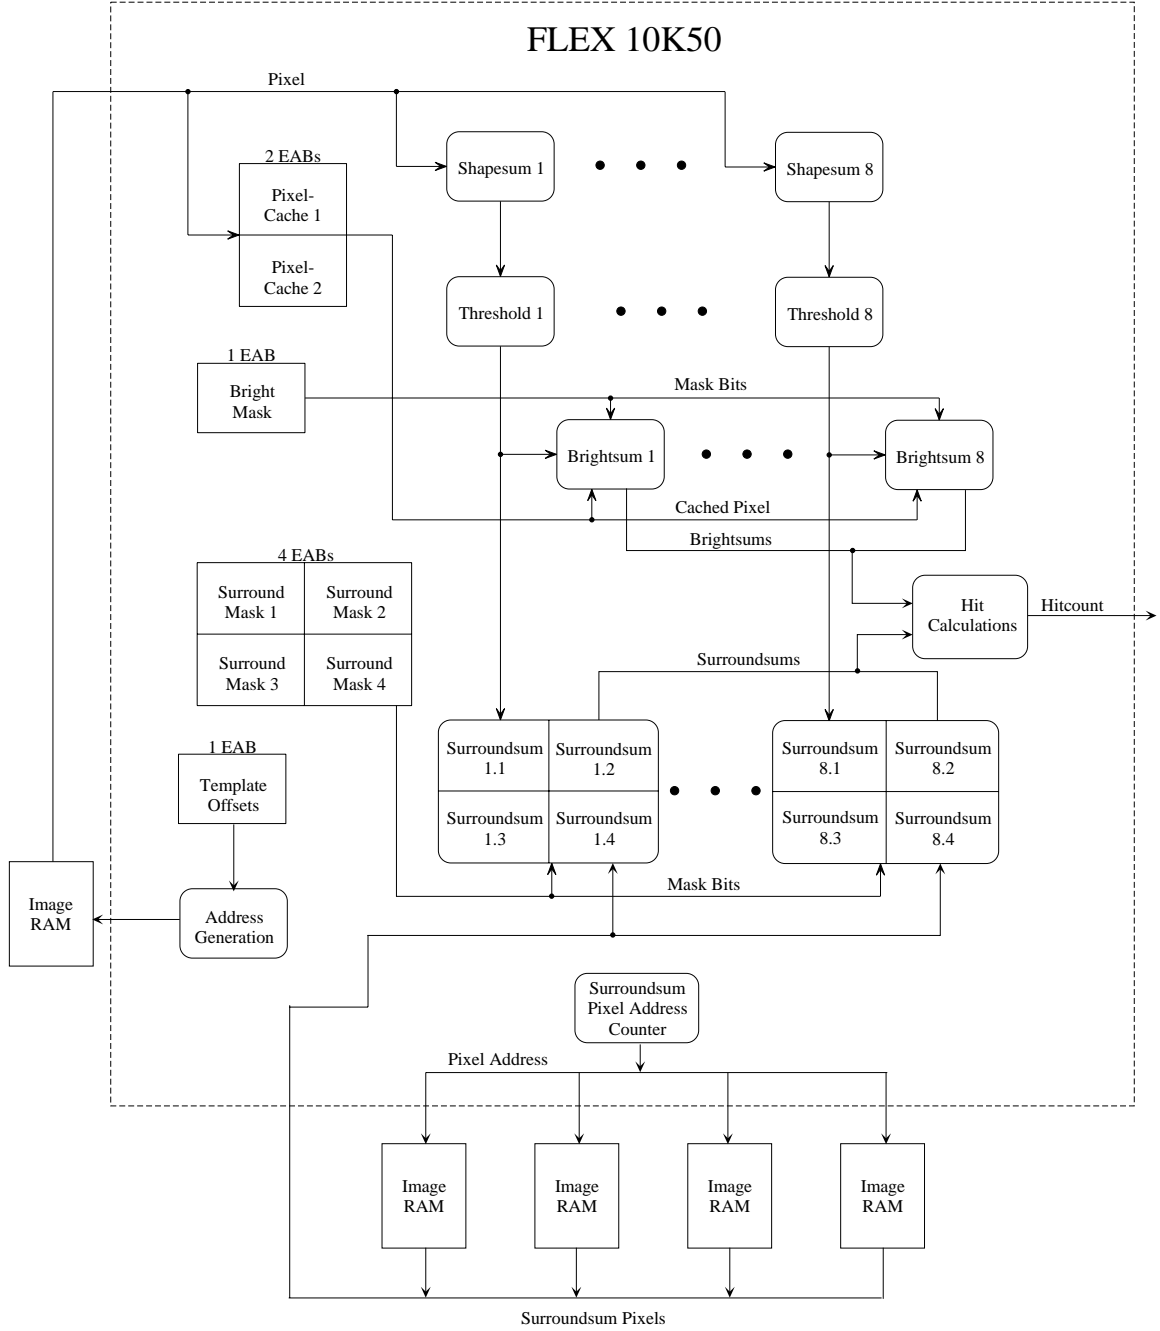 FLEX 10K50
Pixel
2 EABs
Pixel-
Cache 1
Pixel-
Cache 2
Shapesum 1
Shapesum 8
Threshold 1
Threshold 8
1 EAB
Bright
Mask
Mask Bits
Brightsum 1
Brightsum 8
Cached Pixel
Brightsums
4 EABs
Surround
Mask 1
Surround
Mask 2
Surround
Mask 3
Surround
Mask 4
Hit
Calculations
Hitcount
Surroundsums
Surroundsum
1.1
Surroundsum
1.2
Surroundsum
1.3
Surroundsum
1.4
Surroundsum
8.1
Surroundsum
8.2
Surroundsum
8.3
Surroundsum
8.4
1 EAB
Template
Offsets
Mask Bits
Image
RAM
Address
Generation
Surroundsum
Pixel Address
Counter
Pixel Address
Image
RAM
Image
RAM
Image
RAM
Image
RAM
Surroundsum Pixels